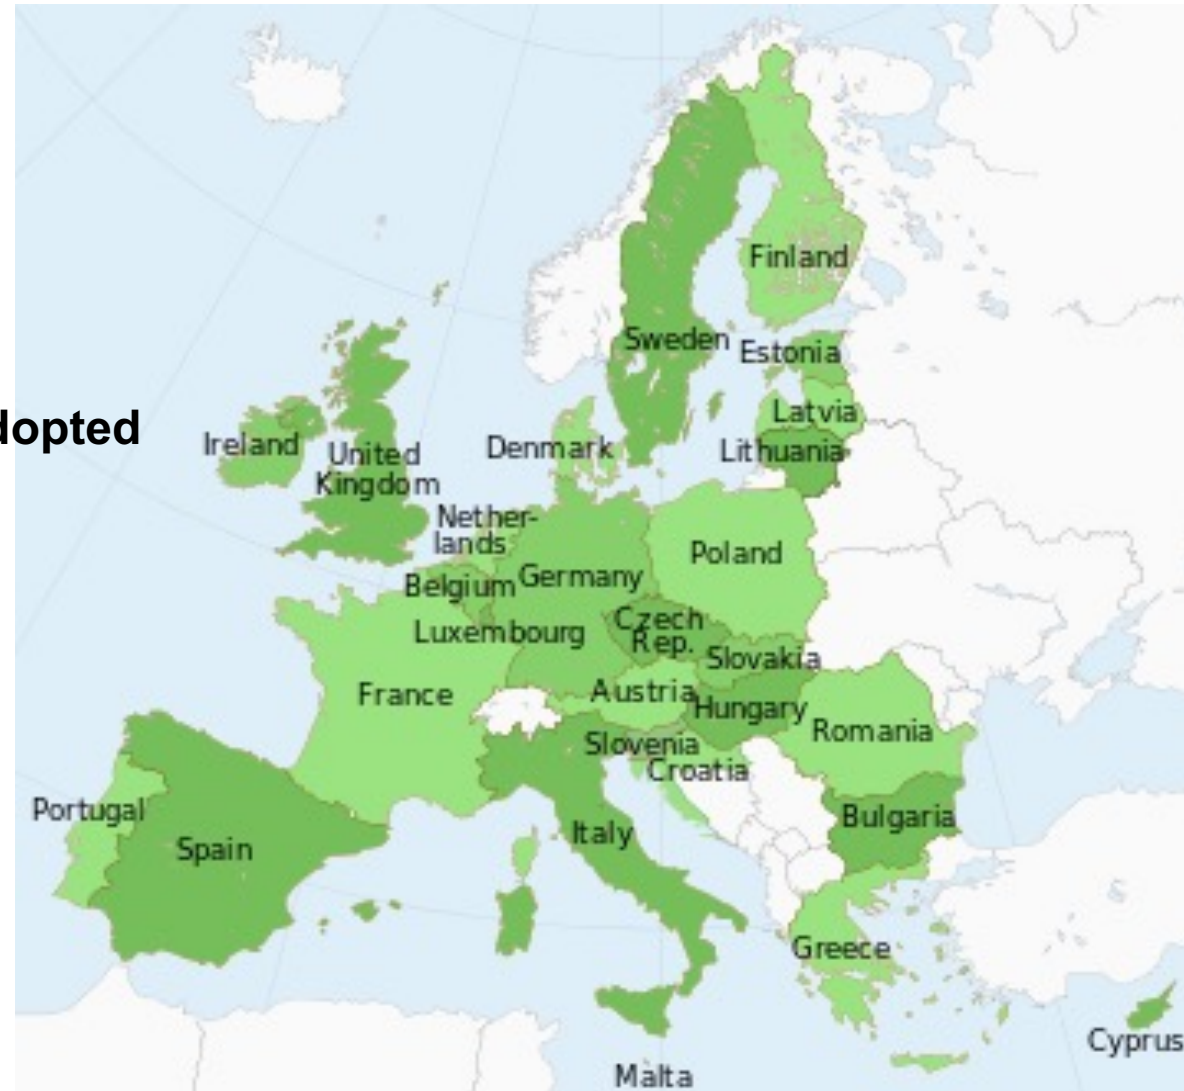 Finland
Sweden
Estonia
Latvia
Lithuania
dopted
Ireland
United
Kingdom
Denmark
Nether-
lands
Poland
Belgium
Germany
Luxembourg
Czech
Rep.
Slovakia
France
Austria
Hungary
Romania
Slovenia
Croatia
Portugal
Spain
Italy
Bulgaria
Greece
Cyprus
Malta